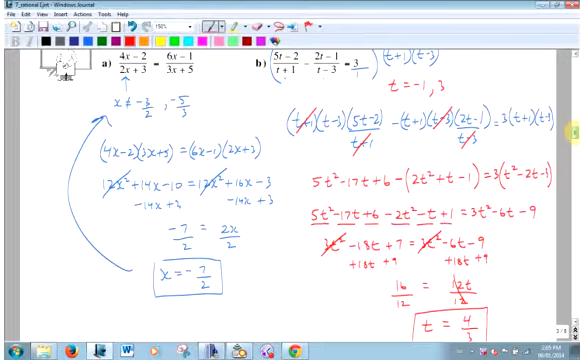 7_rational Ejnt - Windows Journal
File Edit View Insert Actions Tools Help
150%
a) (4x − 2)/(2x + 3) = (6x − 1)/(3x + 5)
b) ((5t − 2)/(t + 1) − (2t − 1)/(t − 3) = 3/1) (t+1)(t-3)
t = -1, 3
x ≠ -3/2, -5/3
(t+1)(t-3)(5t-2)/(t+1) - (t+1)(t-3)(2t-1)/(t-3) = 3(t+1)(t-3)
(4x-2)(3x+5) = (6x-1)(2x+3)
12x² + 14x - 10 = 12x² + 16x - 3
-14x + 3 -14x + 3
-7/2 = 2x/2
x = -7/2
5t² - 17t + 6 - (2t² + t - 1) = 3(t² - 2t - 3)
5t² - 17t + 6 - 2t² - t + 1 = 3t² - 6t - 9
3t² - 18t + 7 = 3t² - 6t - 9
+18t + 9 +18t + 9
16/12 = 12t/12
t = 4/3
3 / 8
2:05 PM
06/01/2014